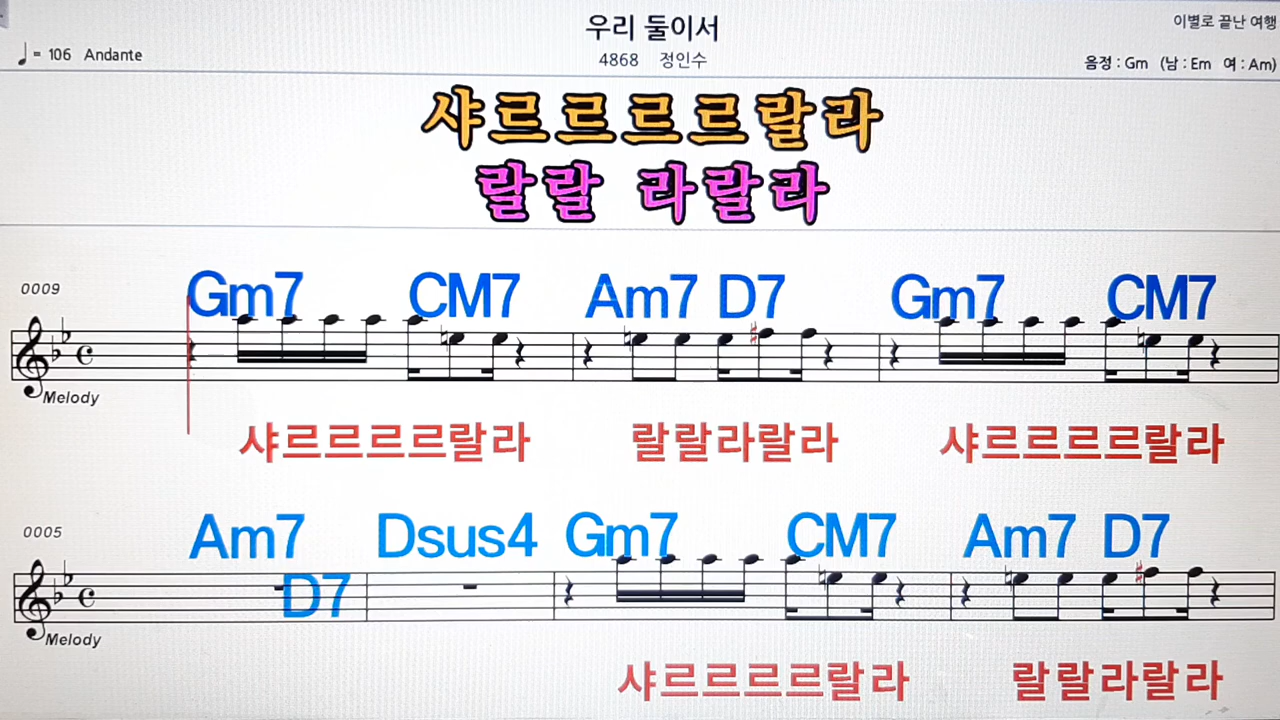 우리 둘이서
이별로 끝난 여행
♩= 106 Andante
4868 정인수
음정 : Gm (남 : Em 여 : Am)
샤르르르르랄라
랄랄 라랄라
0009
Gm7 CM7 Am7 D7 Gm7 CM7
Melody
샤르르르르랄라 랄랄라랄라 샤르르르르랄라
0005
Am7 Dsus4 Gm7 CM7 Am7 D7
D7
Melody
샤르르르르랄라 랄랄라랄라